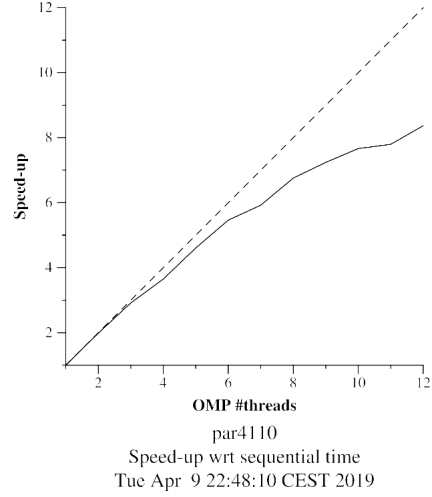 12
10
8
6
4
2
Speed-up
2 4 6 8 10 12
OMP #threads
par4110
Speed-up wrt sequential time
Tue Apr 9 22:48:10 CEST 2019